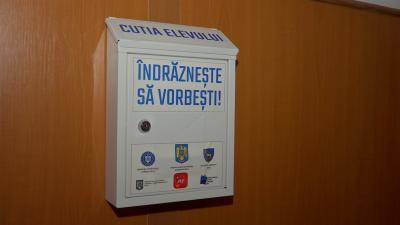 CUTIA ELEVULUI
ÎNDRĂZNEȘTE
SĂ VORBEȘTI!